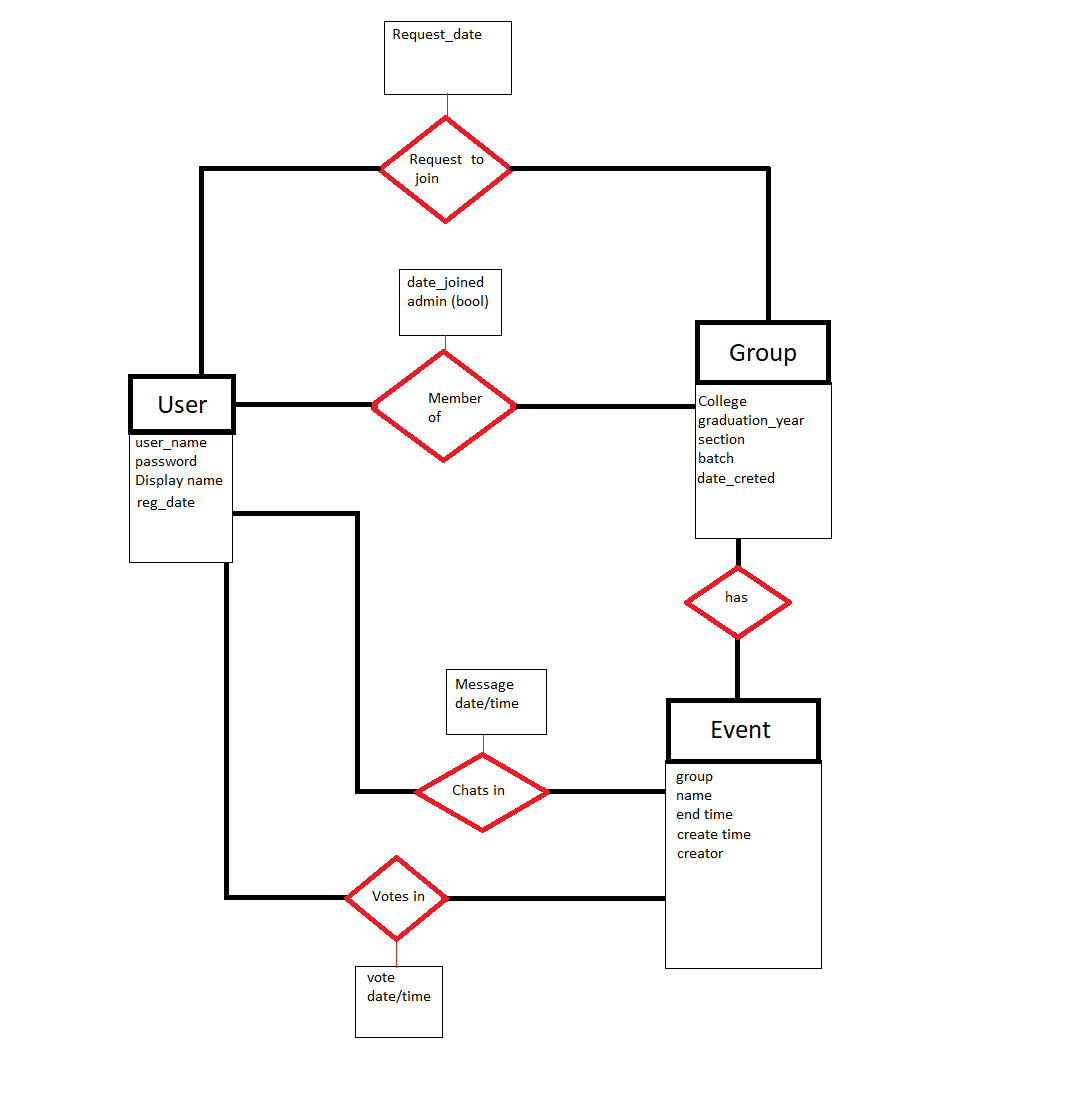 Request_date
Request to
join
date_joined
admin (bool)
Member
of
Group
College
graduation_year
section
batch
date_creted
User
user_name
password
Display name
reg_date
has
Message
date/time
Chats in
Event
group
name
end time
create time
creator
Votes in
vote
date/time